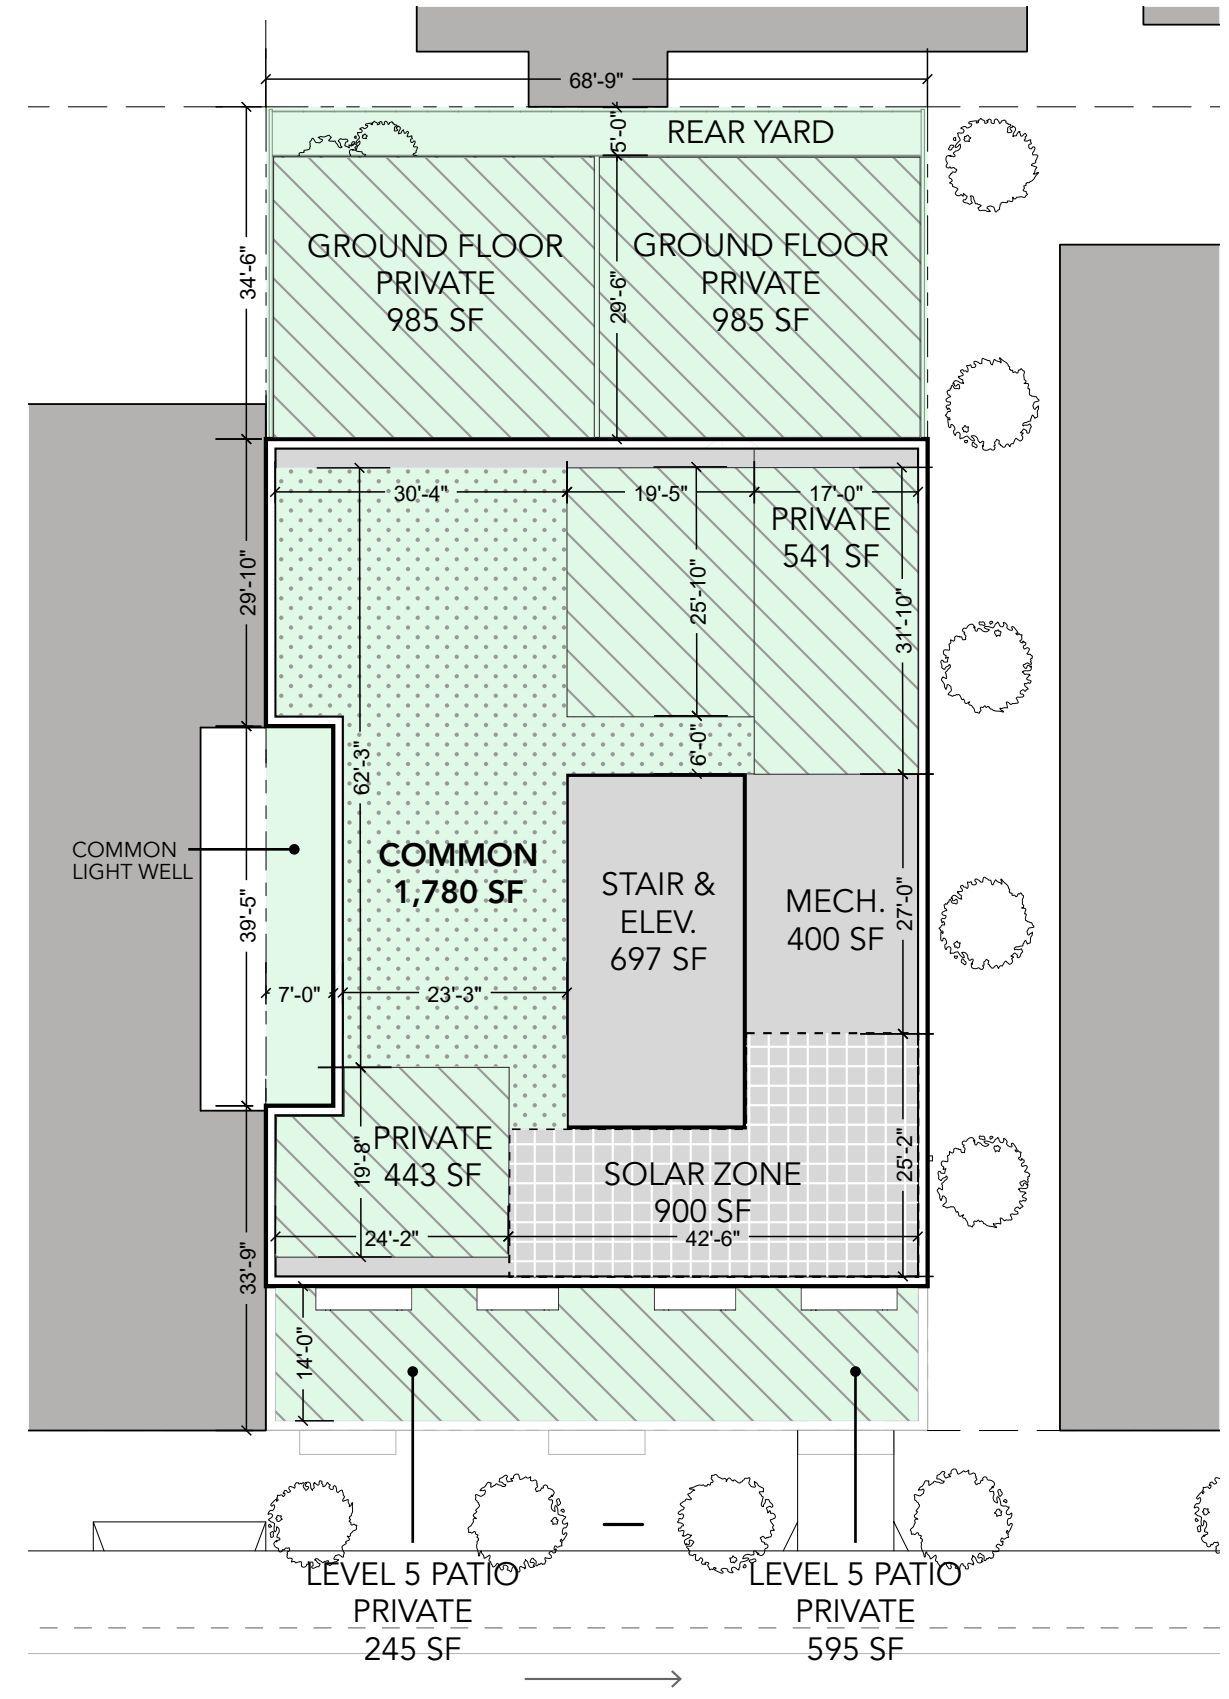 68'-9"
5'-0"
REAR YARD
34'-6"
GROUND FLOOR
PRIVATE
985 SF
29'-6"
GROUND FLOOR
PRIVATE
985 SF
30'-4"
19'-5"
17'-0"
PRIVATE
541 SF
29'-10"
25'-10"
31'-10"
62'-3"
6'-0"
COMMON
LIGHT WELL
39'-5"
COMMON
1,780 SF
STAIR &
ELEV.
697 SF
MECH.
400 SF
27'-0"
7'-0"
23'-3"
PRIVATE
443 SF
19'-8"
SOLAR ZONE
900 SF
25'-2"
24'-2"
42'-6"
33'-9"
14'-0"
LEVEL 5 PATIO
PRIVATE
245 SF
LEVEL 5 PATIO
PRIVATE
595 SF